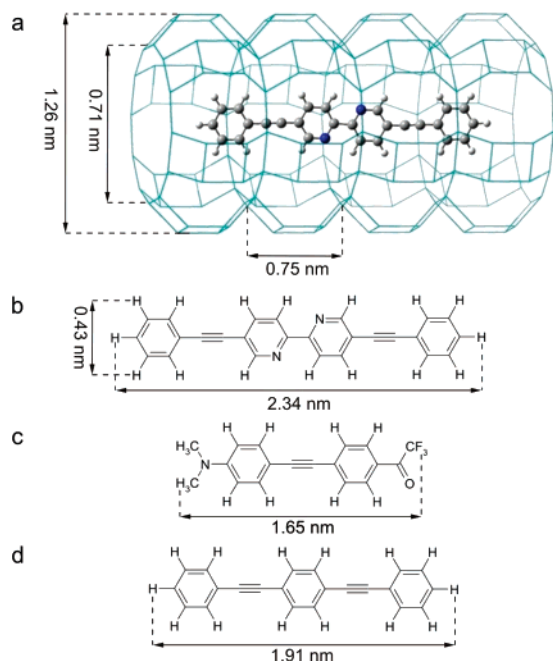 a
1.26 nm
0.71 nm
0.75 nm
b
0.43 nm
H H H H H H
H H
N
N
H H H H H H
2.34 nm
c
H3C
N
H3C
H H H H
CF3
O
H H H H
1.65 nm
d
H H H H H H
H H
H H H H H H
1.91 nm